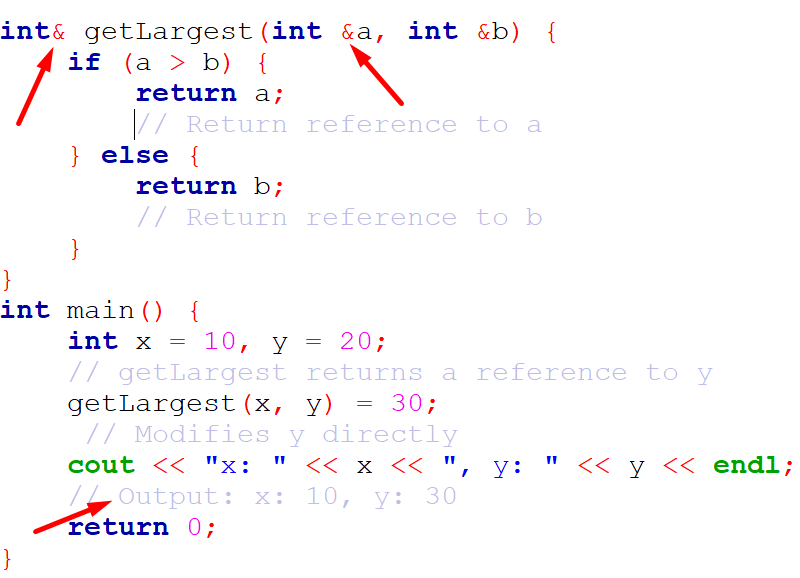 int& getLargest(int &a, int &b) {
if (a > b) {
return a;
// Return reference to a
} else {
return b;
// Return reference to b
}
}
int main() {
int x = 10, y = 20;
// getLargest returns a reference to y
getLargest(x, y) = 30;
// Modifies y directly
cout << "x: " << x << ", y: " << y << endl;
// Output: x: 10, y: 30
return 0;
}